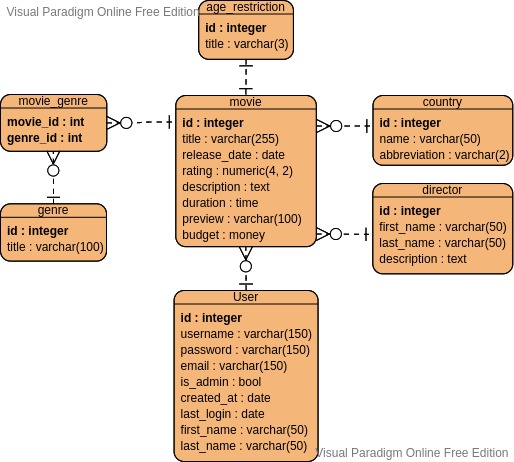 Visual Paradigm Online Free Edition
age_restriction
id : integer
title : varchar(3)
movie_genre
movie_id : int
genre_id : int
movie
id : integer
title : varchar(255)
release_date : date
rating : numeric(4, 2)
description : text
duration : time
preview : varchar(100)
budget : money
country
id : integer
name : varchar(50)
abbreviation : varchar(2)
genre
id : integer
title : varchar(100)
director
id : integer
first_name : varchar(50)
last_name : varchar(50)
description : text
User
id : integer
username : varchar(150)
password : varchar(150)
email : varchar(150)
is_admin : bool
created_at : date
last_login : date
first_name : varchar(50)
last_name : varchar(50)
Visual Paradigm Online Free Edition